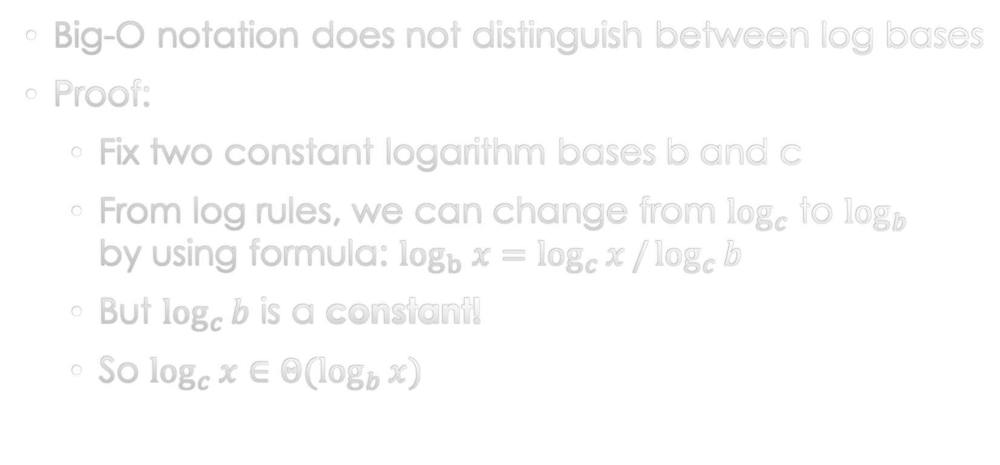 Big-O notation does not distinguish between log bases
Proof:
Fix two constant logarithm bases b and c
From log rules, we can change from log_c to log_b
by using formula: log_b x = log_c x / log_c b
But log_c b is a constant!
So log_c x ∈ Θ(log_b x)